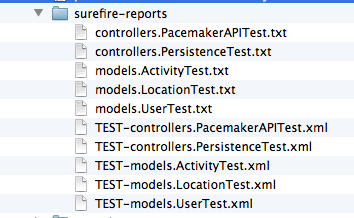 surefire-reports
controllers.PacemakerAPITest.txt
controllers.PersistenceTest.txt
models.ActivityTest.txt
models.LocationTest.txt
models.UserTest.txt
TEST-controllers.PacemakerAPITest.xml
TEST-controllers.PersistenceTest.xml
TEST-models.ActivityTest.xml
TEST-models.LocationTest.xml
TEST-models.UserTest.xml